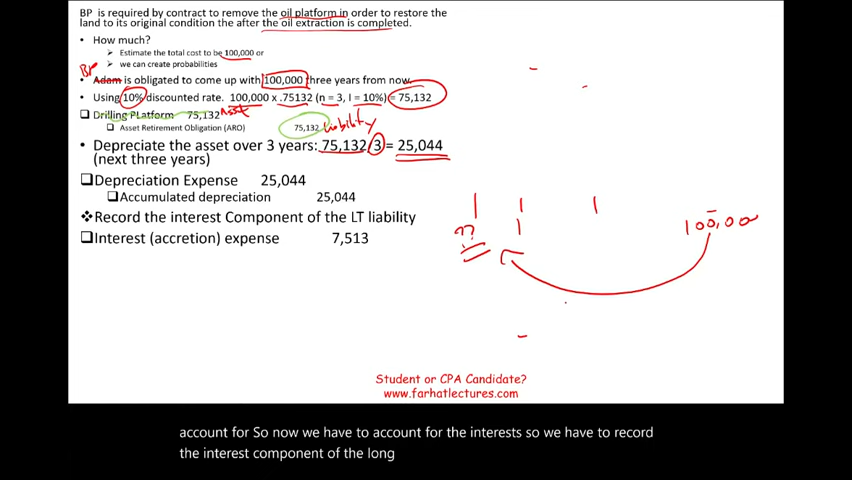 BP is required by contract to remove the oil platform in order to restore the
land to its original condition the after the oil extraction is completed.
• How much?
➢ Estimate the total cost to be 100,000 or
➢ we can create probabilities
BP
• Adam is obligated to come up with 100,000 three years from now.
• Using 10% discounted rate. 100,000 x .75132 (n = 3, I = 10%) = 75,132
❑ Drilling Platform 75,132 Asset
❑ Asset Retirement Obligation (ARO) 75,132 Liability
• Depreciate the asset over 3 years: 75,132/3 = 25,044
(next three years)
❑Depreciation Expense 25,044
❑Accumulated depreciation 25,044
❖Record the interest Component of the LT liability
❑Interest (accretion) expense 7,513
?? 100,000
Student or CPA Candidate?
www.farhatlectures.com
account for So now we have to account for the interests so we have to record
the interest component of the long